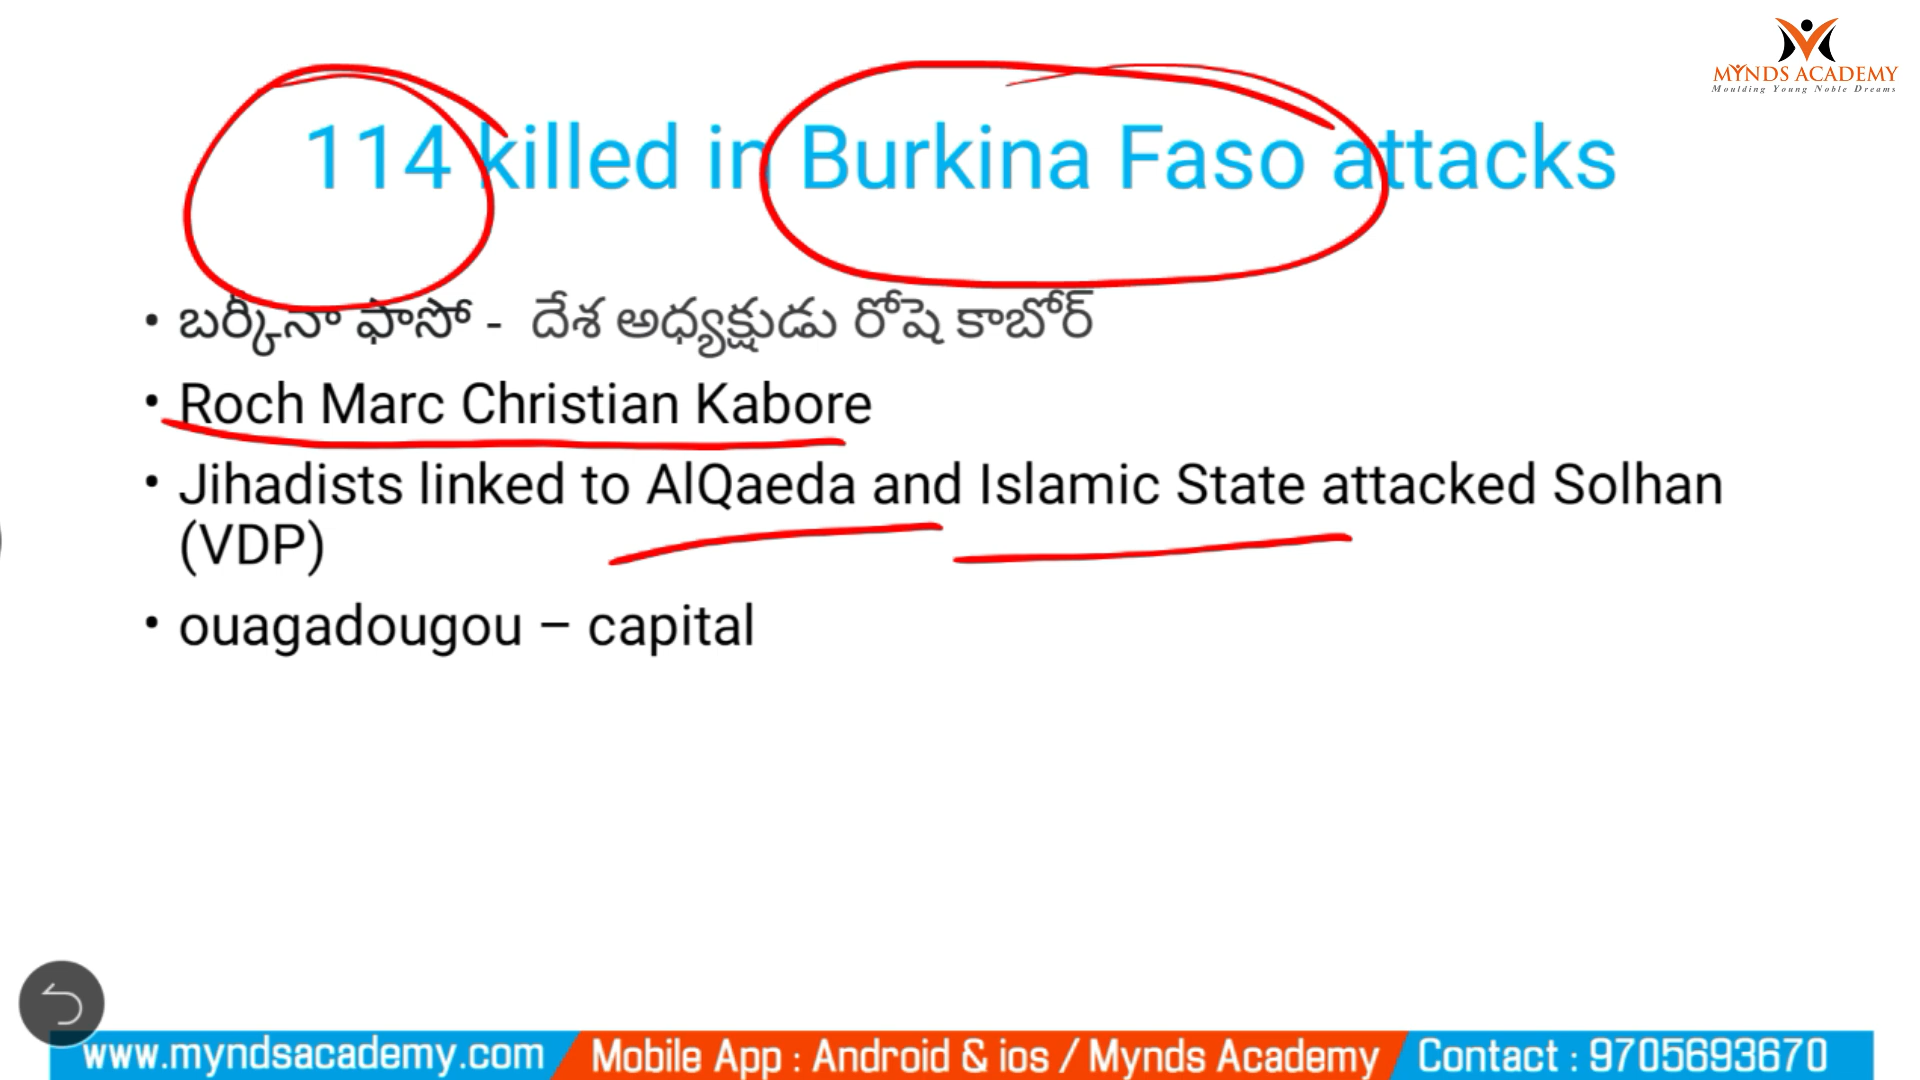 MYNDS ACADEMY
Moulding Young Noble Dreams
114 killed in Burkina Faso attacks
• బర్కీనా ఫాసో - దేశ అధ్యక్షుడు రోషె కాబోర్
• Roch Marc Christian Kabore
• Jihadists linked to AlQaeda and Islamic State attacked Solhan
(VDP)
• ouagadougou – capital
www.myndsacademy.com Mobile App : Android & ios / Mynds Academy Contact : 9705693670